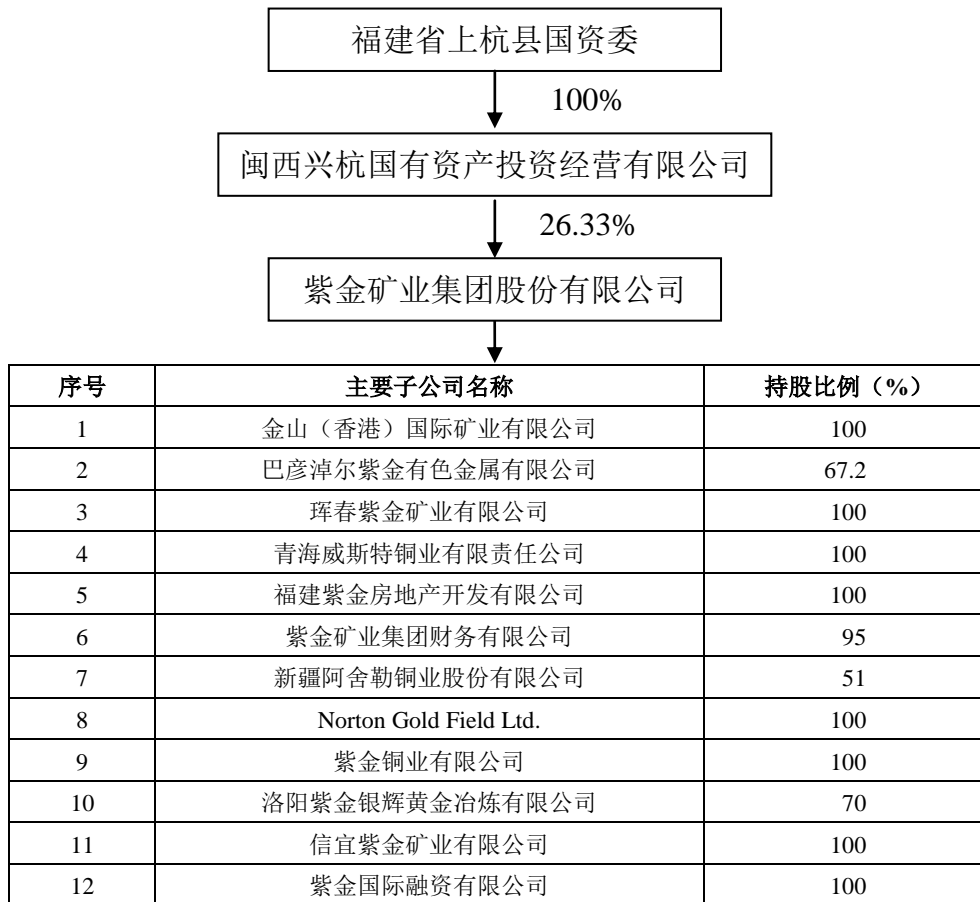 福建省上杭县国资委
100%
闽西兴杭国有资产投资经营有限公司
26.33%
紫金矿业集团股份有限公司
序号 主要子公司名称 持股比例（%）
1 金山（香港）国际矿业有限公司 100
2 巴彦淖尔紫金有色金属有限公司 67.2
3 珲春紫金矿业有限公司 100
4 青海威斯特铜业有限责任公司 100
5 福建紫金房地产开发有限公司 100
6 紫金矿业集团财务有限公司 95
7 新疆阿舍勒铜业股份有限公司 51
8 Norton Gold Field Ltd. 100
9 紫金铜业有限公司 100
10 洛阳紫金银辉黄金冶炼有限公司 70
11 信宜紫金矿业有限公司 100
12 紫金国际融资有限公司 100